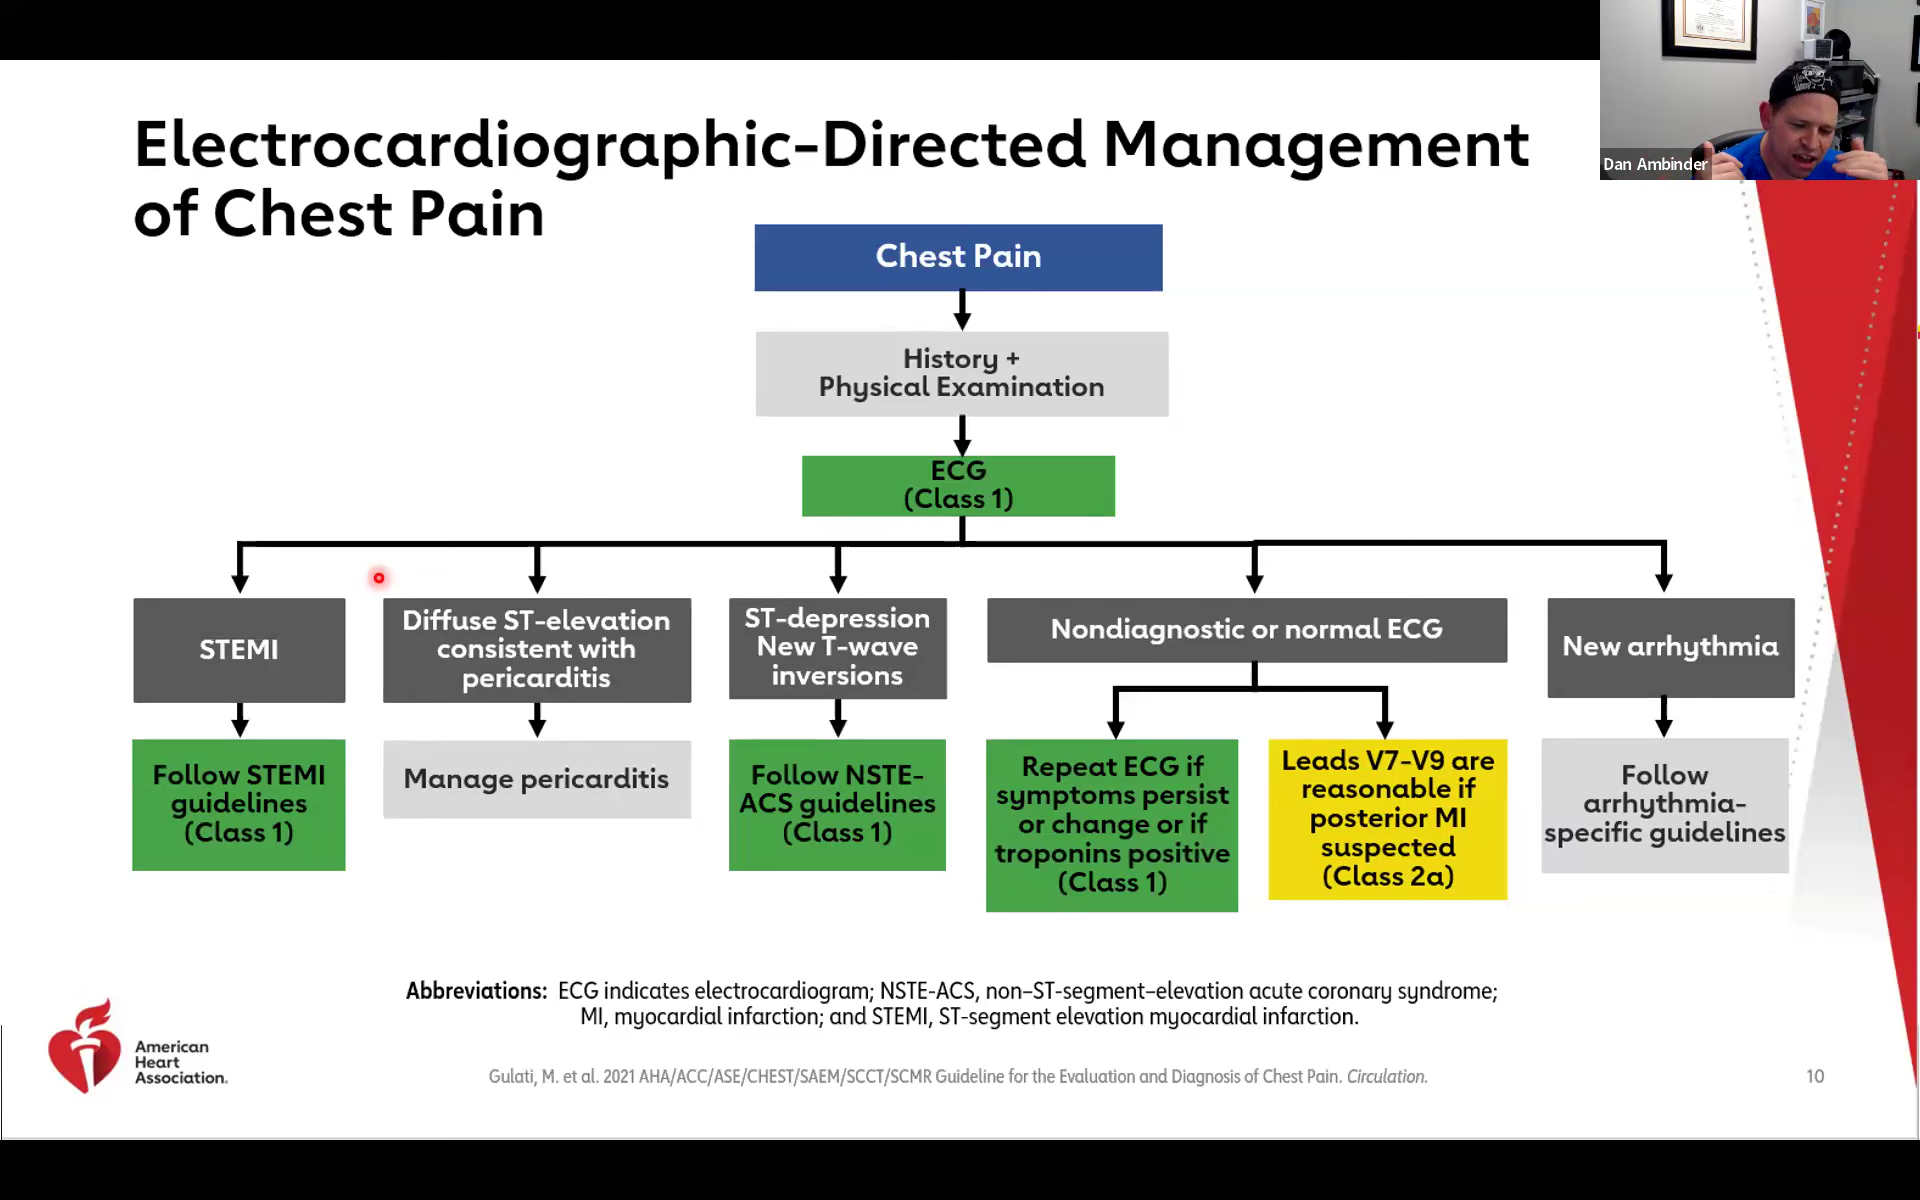 Dan Ambinder
Electrocardiographic-Directed Management
of Chest Pain
Chest Pain
History +
Physical Examination
ECG
(Class 1)
STEMI
Diffuse ST-elevation
consistent with
pericarditis
ST-depression
New T-wave
inversions
Nondiagnostic or normal ECG
New arrhythmia
Follow STEMI
guidelines
(Class 1)
Manage pericarditis
Follow NSTE-
ACS guidelines
(Class 1)
Repeat ECG if
symptoms persist
or change or if
troponins positive
(Class 1)
Leads V7-V9 are
reasonable if
posterior MI
suspected
(Class 2a)
Follow
arrhythmia-
specific guidelines
Abbreviations: ECG indicates electrocardiogram; NSTE-ACS, non–ST-segment–elevation acute coronary syndrome;
MI, myocardial infarction; and STEMI, ST-segment elevation myocardial infarction.
American
Heart
Association.
Gulati, M. et al. 2021 AHA/ACC/ASE/CHEST/SAEM/SCCT/SCMR Guideline for the Evaluation and Diagnosis of Chest Pain. Circulation.
10